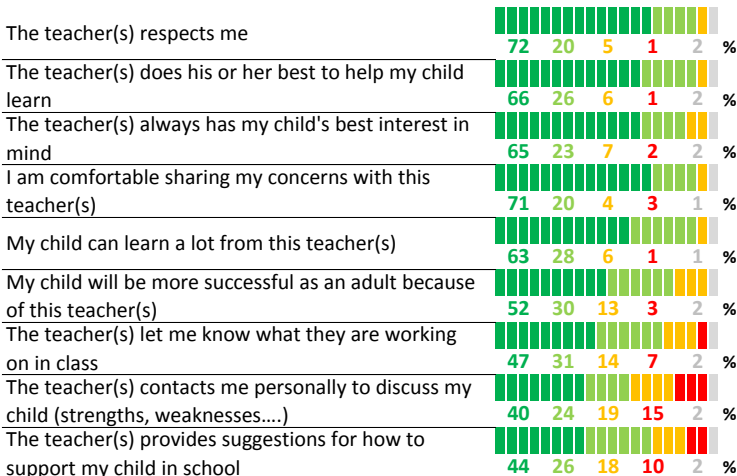 The teacher(s) respects me
72 20 5 1 2 %
The teacher(s) does his or her best to help my child
learn
66 26 6 1 2 %
The teacher(s) always has my child's best interest in
mind
65 23 7 2 2 %
I am comfortable sharing my concerns with this
teacher(s)
71 20 4 3 1 %
My child can learn a lot from this teacher(s)
63 28 6 1 1 %
My child will be more successful as an adult because
of this teacher(s)
52 30 13 3 2 %
The teacher(s) let me know what they are working
on in class
47 31 14 7 2 %
The teacher(s) contacts me personally to discuss my
child (strengths, weaknesses....)
40 24 19 15 2 %
The teacher(s) provides suggestions for how to
support my child in school
44 26 18 10 2 %